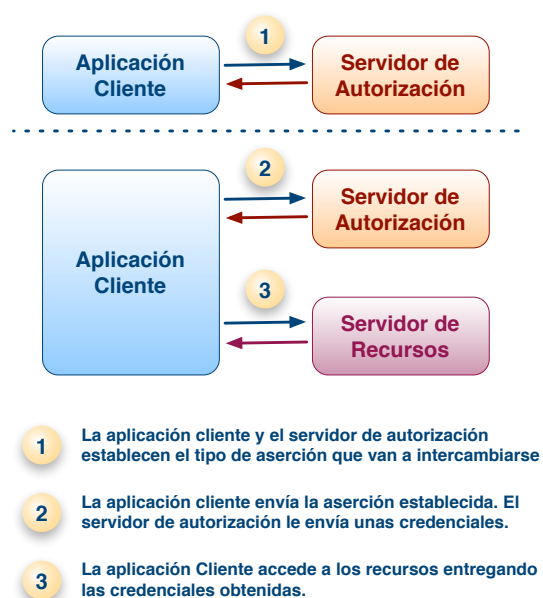 1
Aplicación
Cliente
Servidor de
Autorización
2
Servidor de
Autorización
Aplicación
Cliente
3
Servidor de
Recursos
1
La aplicación cliente y el servidor de autorización
establecen el tipo de aserción que van a intercambiarse
2
La aplicación cliente envía la aserción establecida. El
servidor de autorización le envía unas credenciales.
3
La aplicación Cliente accede a los recursos entregando
las credenciales obtenidas.